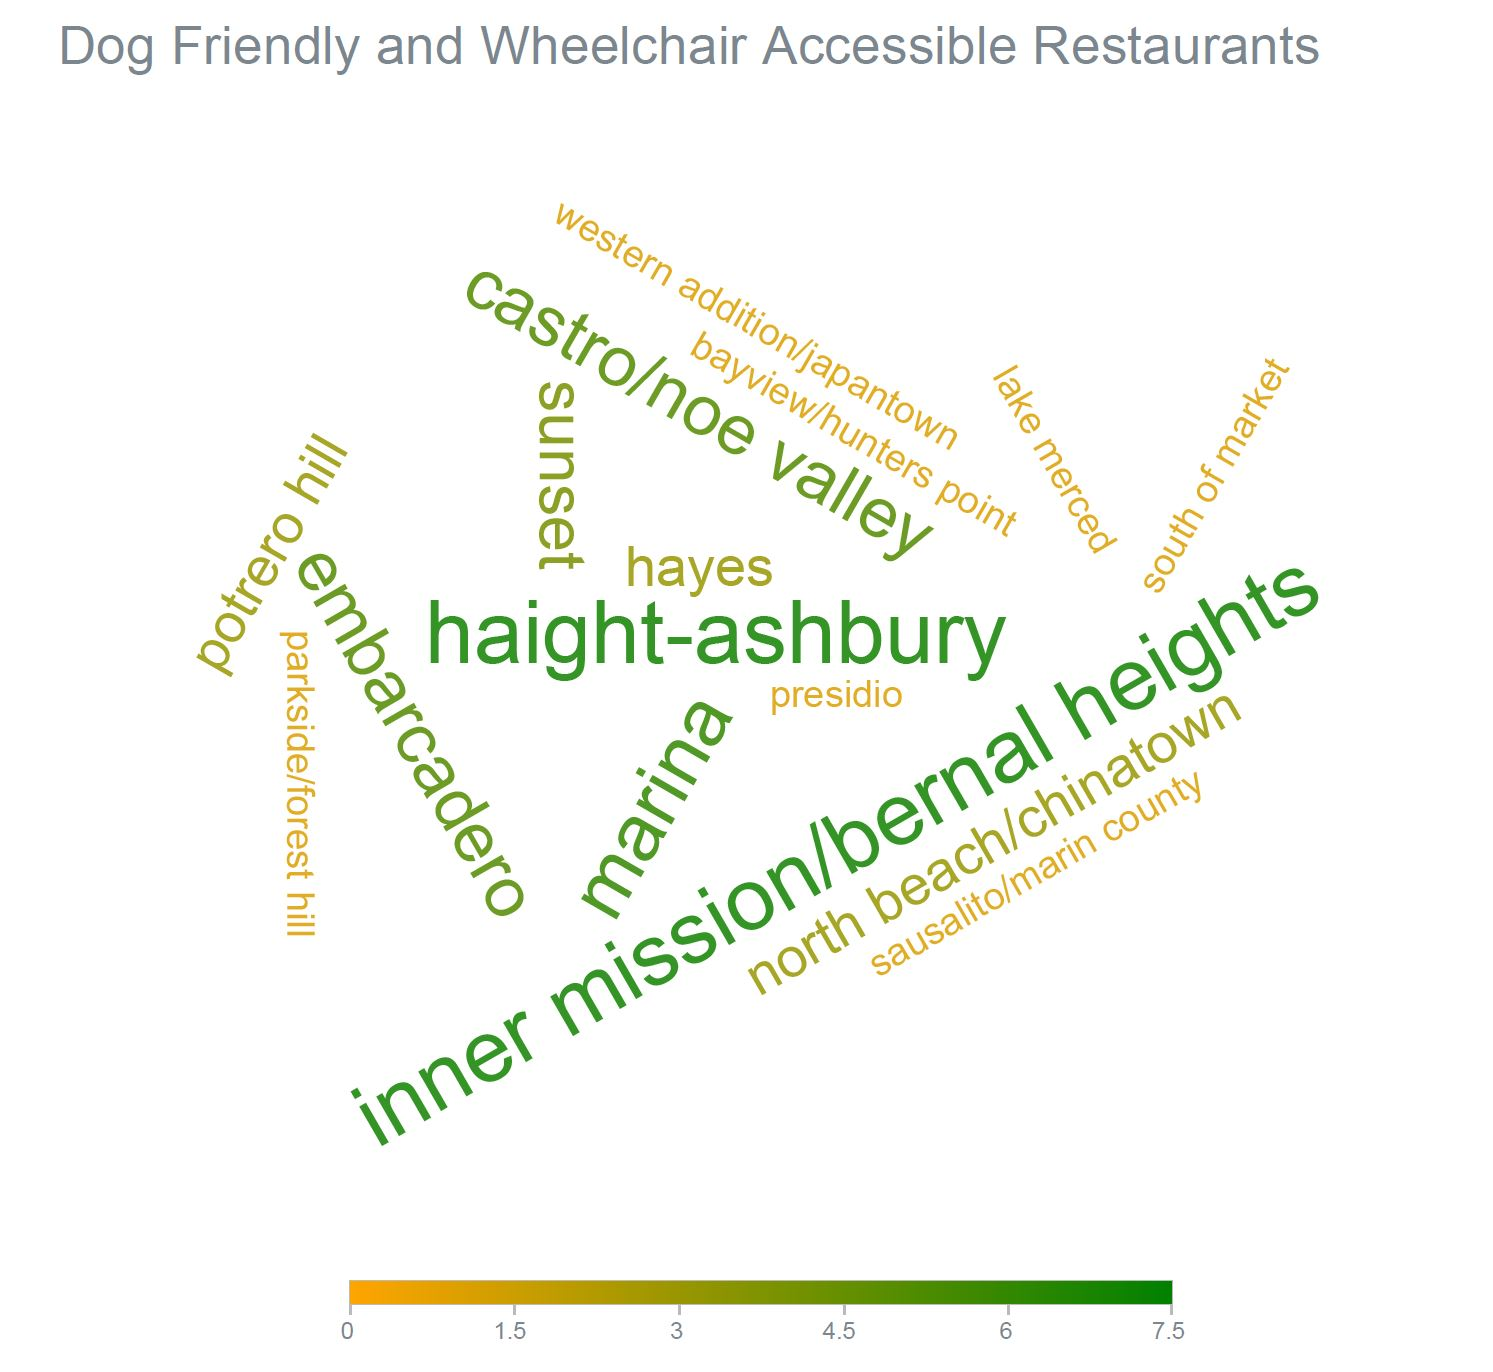 Dog Friendly and Wheelchair Accessible Restaurants
western addition/japantown
castro/noe valley
bayview/hunters point
lake merced
south of market
sunset
potrero hill
hayes
embarcadero
haight-ashbury
parkside/forest hill
presidio
marina
inner mission/bernal heights
north beach/chinatown
sausalito/marin county
0 1.5 3 4.5 6 7.5